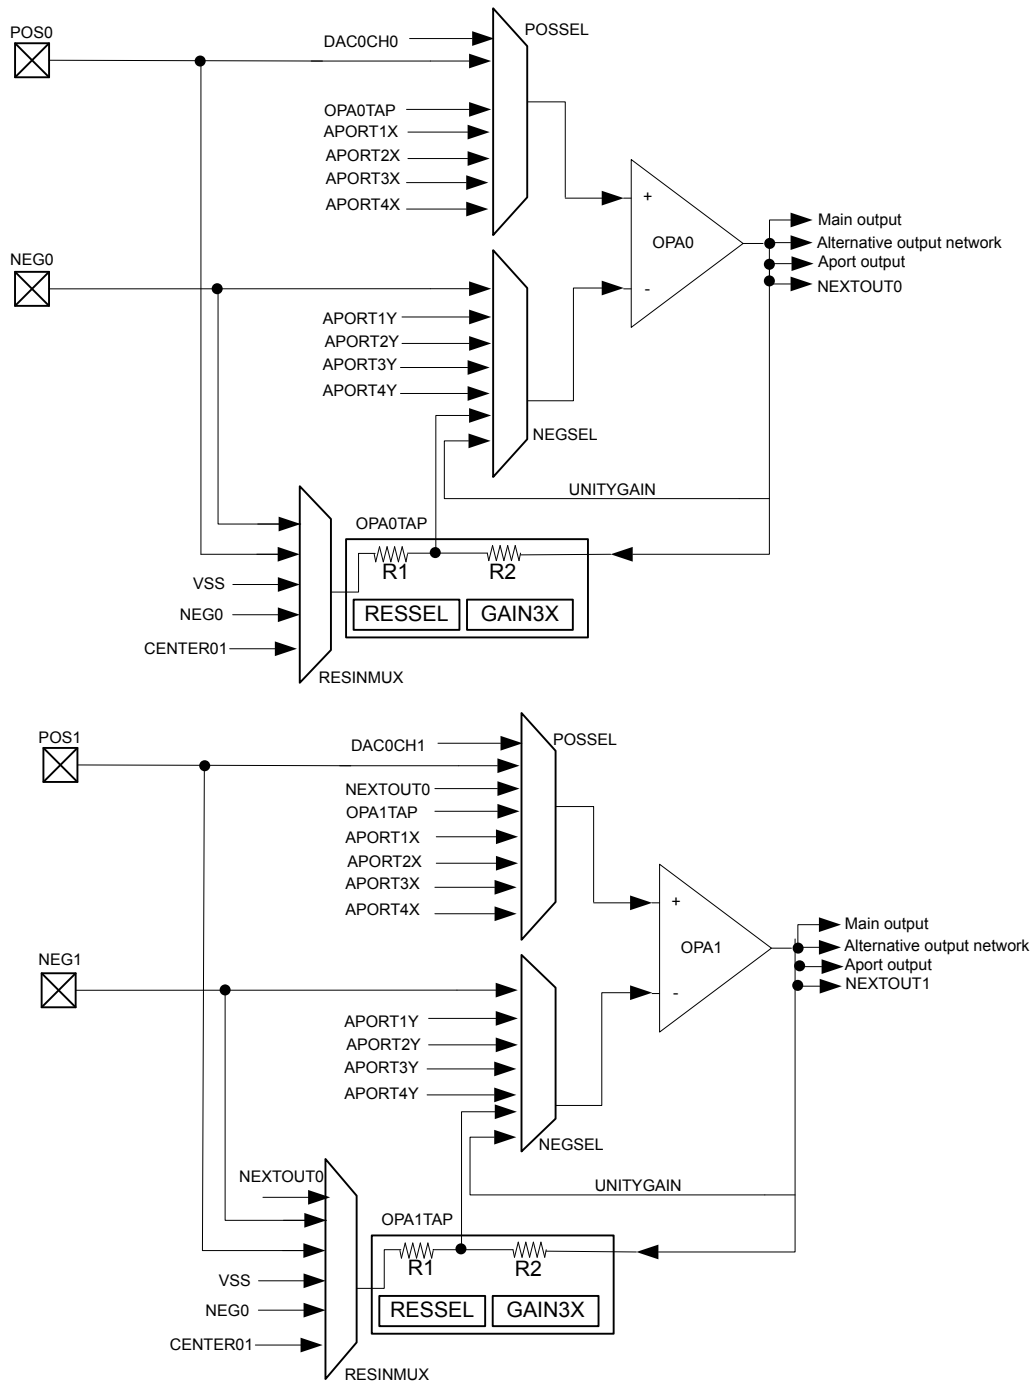 POS0
DAC0CH0
POSSEL
OPA0TAP
APORT1X
APORT2X
APORT3X
APORT4X
+
OPA0
-
Main output
Alternative output network
Aport output
NEXTOUT0
NEG0
APORT1Y
APORT2Y
APORT3Y
APORT4Y
NEGSEL
UNITYGAIN
OPA0TAP
R1
R2
RESSEL
GAIN3X
VSS
NEG0
CENTER01
RESINMUX
POS1
DAC0CH1
POSSEL
NEXTOUT0
OPA1TAP
APORT1X
APORT2X
APORT3X
APORT4X
+
OPA1
-
Main output
Alternative output network
Aport output
NEXTOUT1
NEG1
APORT1Y
APORT2Y
APORT3Y
APORT4Y
NEGSEL
UNITYGAIN
NEXTOUT0
OPA1TAP
R1
R2
RESSEL
GAIN3X
VSS
NEG0
CENTER01
RESINMUX